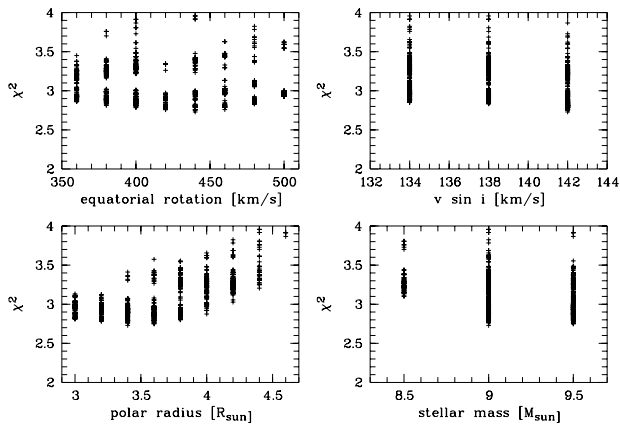 4
3.5
3
2.5
2
χ²
350 400 450 500
equatorial rotation [km/s]
4
3.5
3
2.5
2
χ²
132 134 136 138 140 142 144
v sin i [km/s]
4
3.5
3
2.5
2
χ²
3 3.5 4 4.5
polar radius [R_sun]
4
3.5
3
2.5
2
χ²
8.5 9 9.5
stellar mass [M_sun]